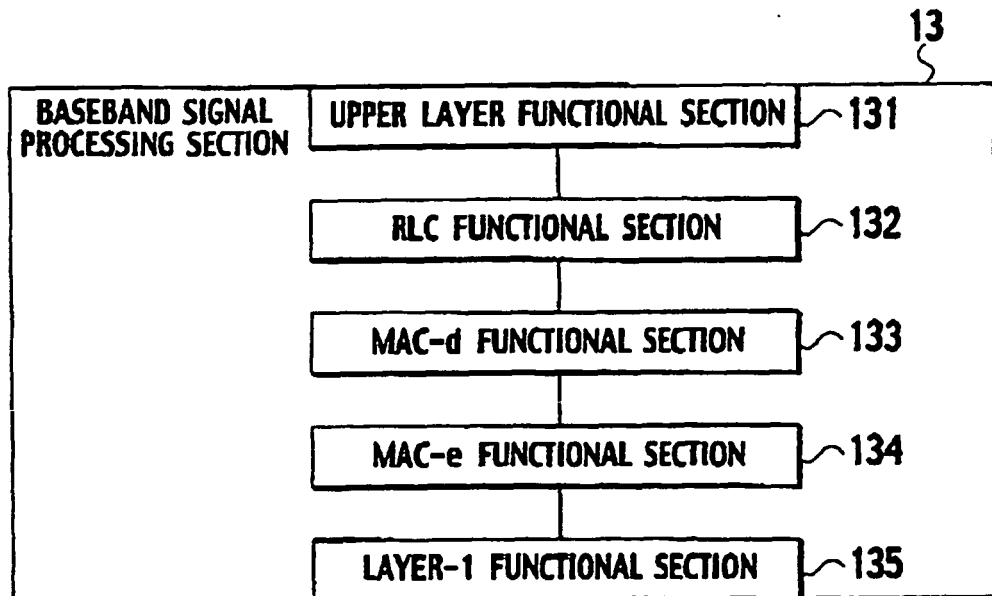 13
BASEBAND SIGNAL
PROCESSING SECTION
UPPER LAYER FUNCTIONAL SECTION
131
RLC FUNCTIONAL SECTION
132
MAC-d FUNCTIONAL SECTION
133
MAC-e FUNCTIONAL SECTION
134
LAYER-1 FUNCTIONAL SECTION
135